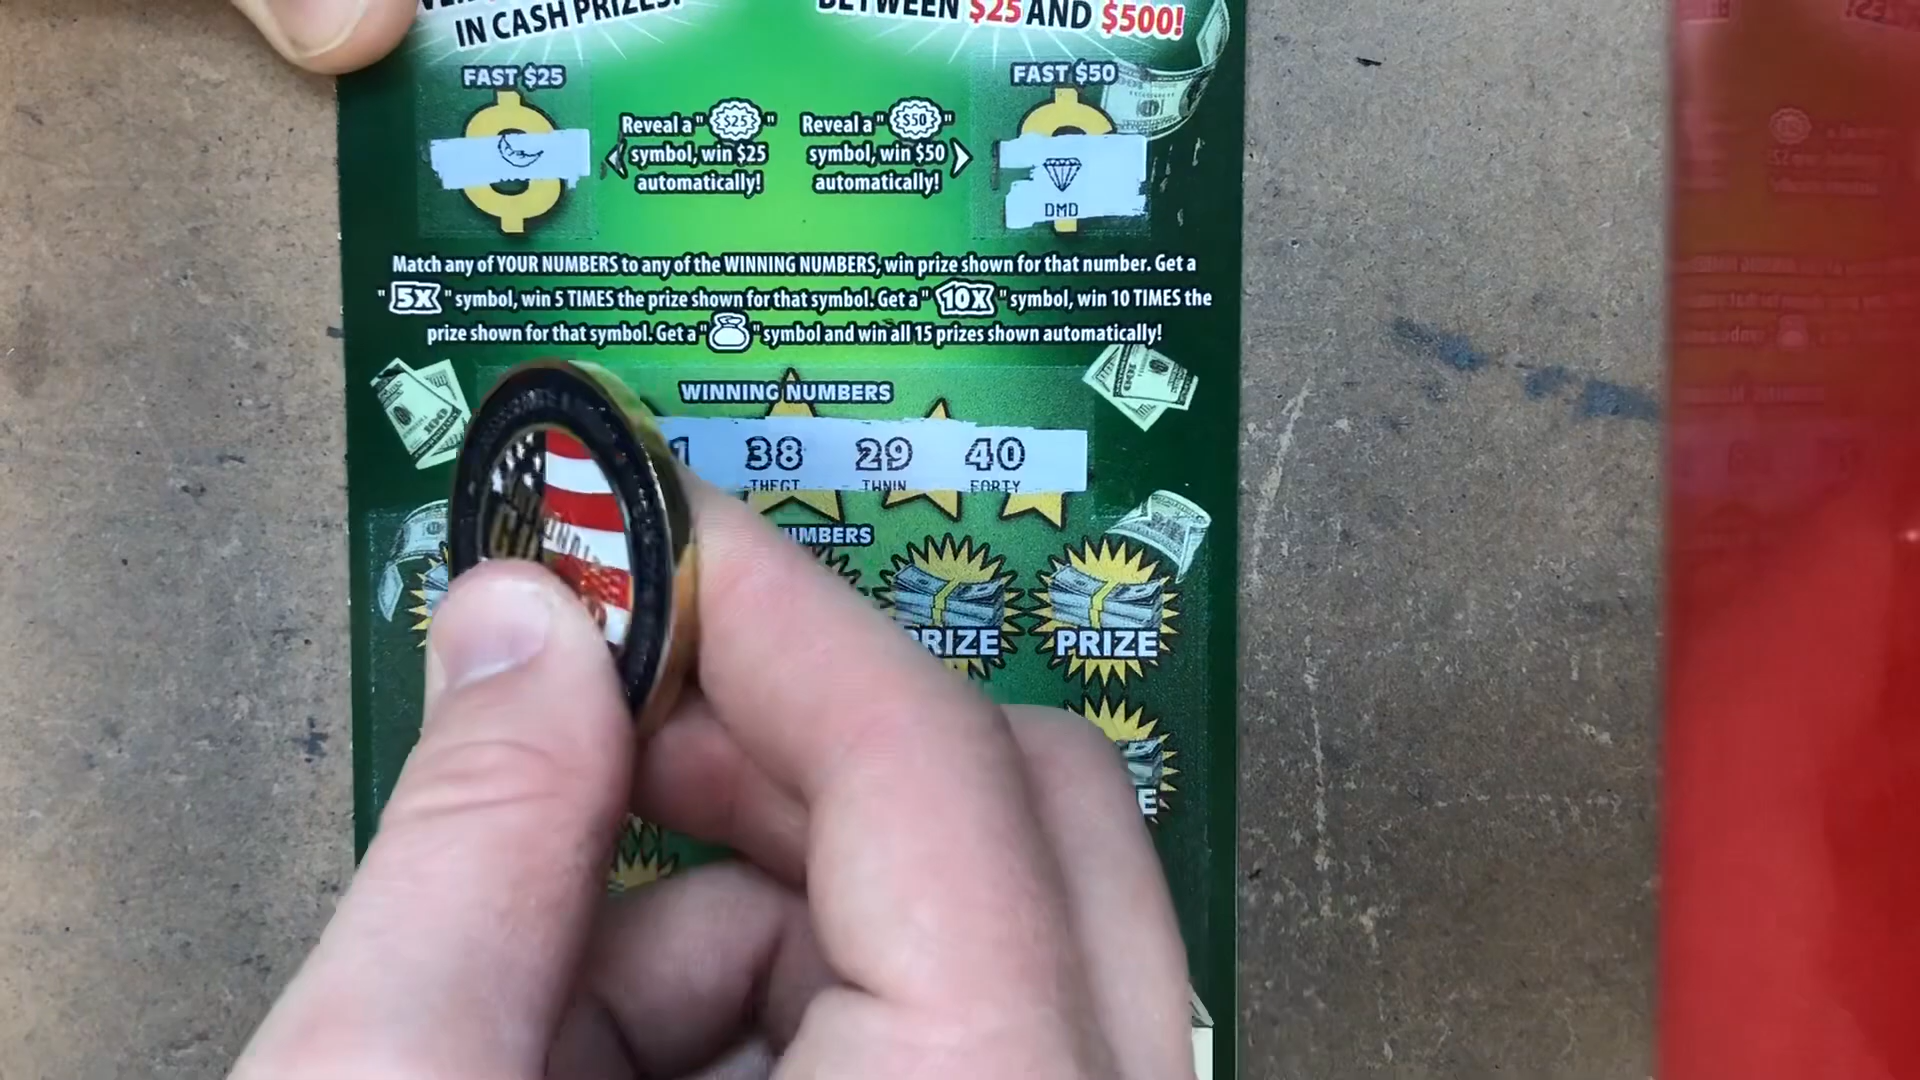 IN CASH PRIZES!
BETWEEN $25 AND $500!
FAST $25
FAST $50
Reveal a " $25 "
symbol, win $25
automatically!
Reveal a " $50 "
symbol, win $50
automatically!
DMD
Match any of YOUR NUMBERS to any of the WINNING NUMBERS, win prize shown for that number. Get a
" 5X " symbol, win 5 TIMES the prize shown for that symbol. Get a " 10X " symbol, win 10 TIMES the
prize shown for that symbol. Get a " " symbol and win all 15 prizes shown automatically!
WINNING NUMBERS
1 38 29 40
THEGT TWNIN FORTY
UMBERS
PRIZE PRIZE
E